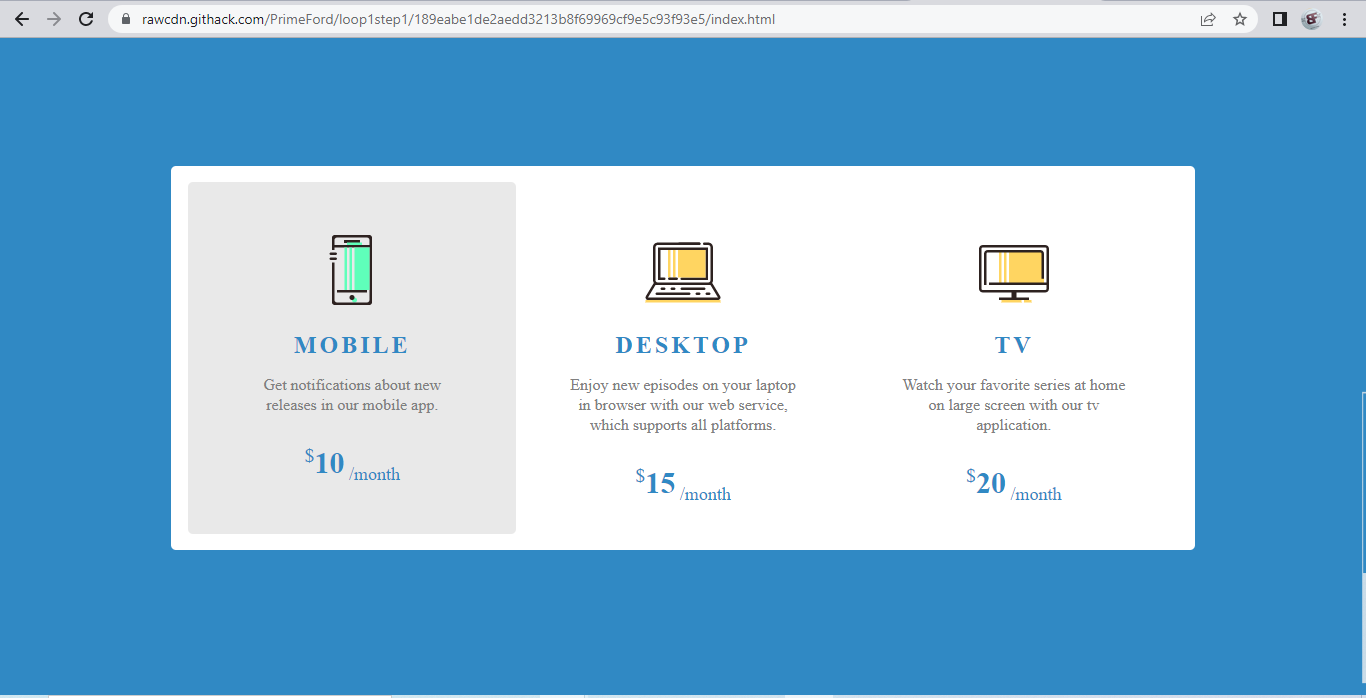 rawcdn.githack.com/PrimeFord/loop1step1/189eabe1de2aedd3213b8f69969cf9e5c93f93e5/index.html
MOBILE
Get notifications about new
releases in our mobile app.
$10 /month
DESKTOP
Enjoy new episodes on your laptop
in browser with our web service,
which supports all platforms.
$15 /month
TV
Watch your favorite series at home
on large screen with our tv
application.
$20 /month